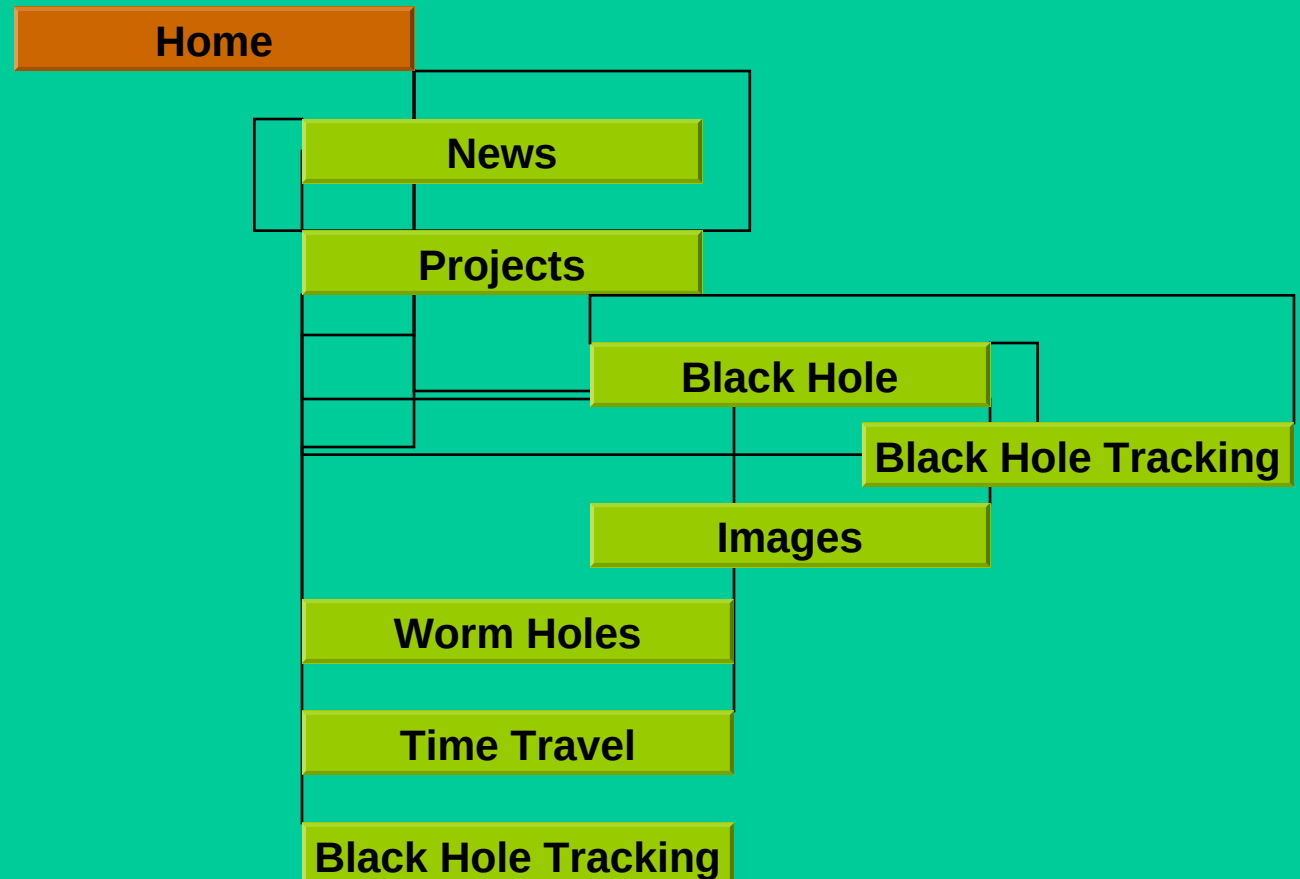 Home
News
Projects
Black Hole
Black Hole Tracking
Images
Worm Holes
Time Travel
Black Hole Tracking